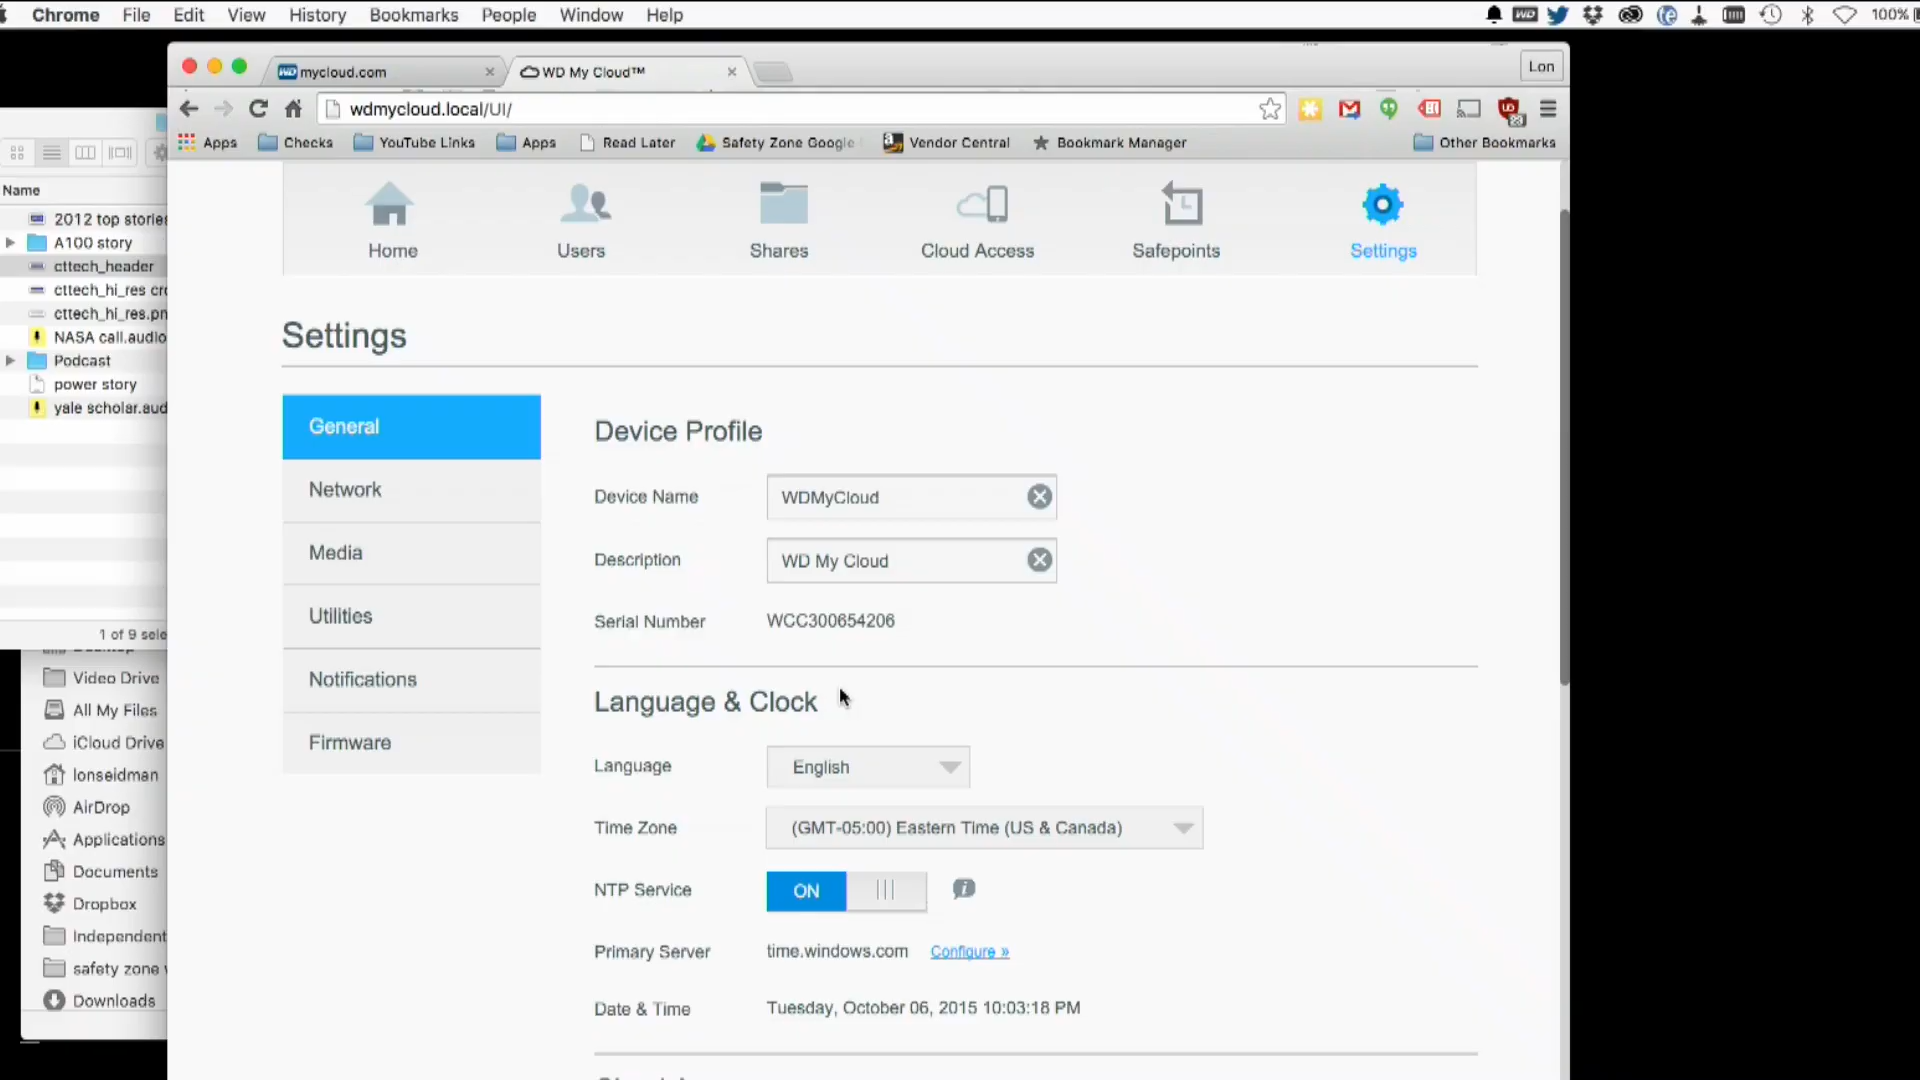 Chrome File Edit View History Bookmarks People Window Help
WD
100%
WD mycloud.com
WD My Cloud™
Lon
wdmycloud.local/UI/
23
Apps Checks YouTube Links Apps Read Later Safety Zone Google Vendor Central Bookmark Manager Other Bookmarks
Name
2012 top stories
A100 story
cttech_header
cttech_hi_res cro
cttech_hi_res.pn
NASA call.audio
Podcast
power story
yale scholar.aud
1 of 9 sele
Desktop
Video Drive
All My Files
iCloud Drive
lonseidman
AirDrop
Applications
Documents
Dropbox
Independent
safety zone
Downloads
Home Users Shares Cloud Access Safepoints Settings
Settings
General
Network
Media
Utilities
Notifications
Firmware
Device Profile
Device Name WDMyCloud
Description WD My Cloud
Serial Number WCC300654206
Language & Clock
Language English
Time Zone (GMT-05:00) Eastern Time (US & Canada)
NTP Service ON
Primary Server time.windows.com Configure »
Date & Time Tuesday, October 06, 2015 10:03:18 PM